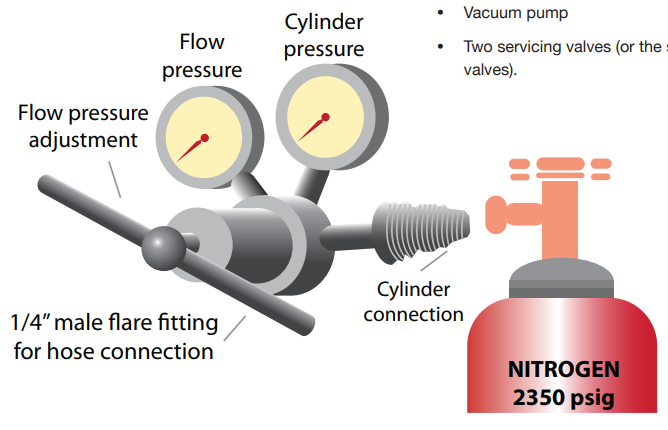 • Vacuum pump
• Two servicing valves (or the
valves).
Flow
pressure
Cylinder
pressure
Flow pressure
adjustment
Cylinder
connection
1/4” male flare fitting
for hose connection
NITROGEN
2350 psig